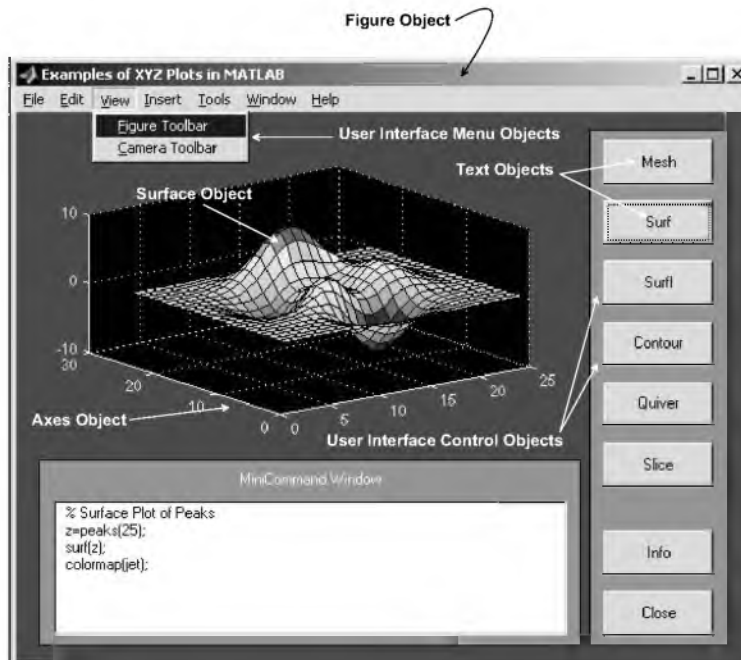 Figure Object
Examples of XYZ Plots in MATLAB
File Edit View Insert Tools Window Help
Figure Toolbar
Camera Toolbar
User Interface Menu Objects
Text Objects
Surface Object
Mesh
Surf
Surfl
Contour
Quiver
Slice
Info
Close
10
0
-10
30
20
10
0
0
5
10
15
20
25
Axes Object
User Interface Control Objects
MiniCommand Window
% Surface Plot of Peaks
z=peaks(25);
surf(z);
colormap(jet);